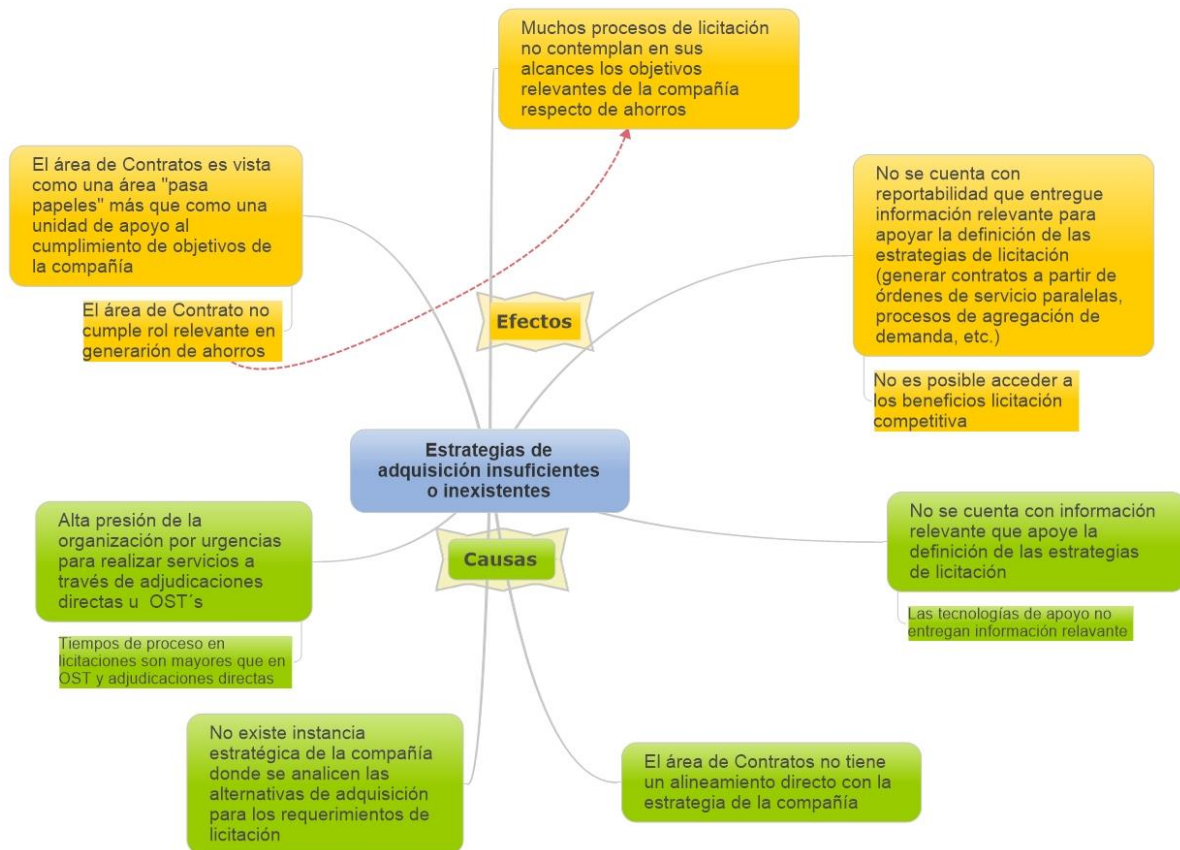 Muchos procesos de licitación
no contemplan en sus
alcances los objetivos
relevantes de la compañía
respecto de ahorros
El área de Contratos es vista
como una área "pasa
papeles" más que como una
unidad de apoyo al
cumplimiento de objetivos de
la compañía
El área de Contrato no
cumple rol relevante en
generarión de ahorros
No se cuenta con
reportabilidad que entregue
información relevante para
apoyar la definición de las
estrategias de licitación
(generar contratos a partir de
órdenes de servicio paralelas,
procesos de agregación de
demanda, etc.)
No es posible acceder a
los beneficios licitación
competitiva
Efectos
Estrategias de
adquisición insuficientes
o inexistentes
Causas
Alta presión de la
organización por urgencias
para realizar servicios a
través de adjudicaciones
directas u OST´s
Tiempos de proceso en
licitaciones son mayores que en
OST y adjudicaciones directas
No se cuenta con información
relevante que apoye la
definición de las estrategias
de licitación
Las tecnologías de apoyo no
entregan información relavante
No existe instancia
estratégica de la compañía
donde se analicen las
alternativas de adquisición
para los requerimientos de
licitación
El área de Contratos no tiene
un alineamiento directo con la
estrategia de la compañía